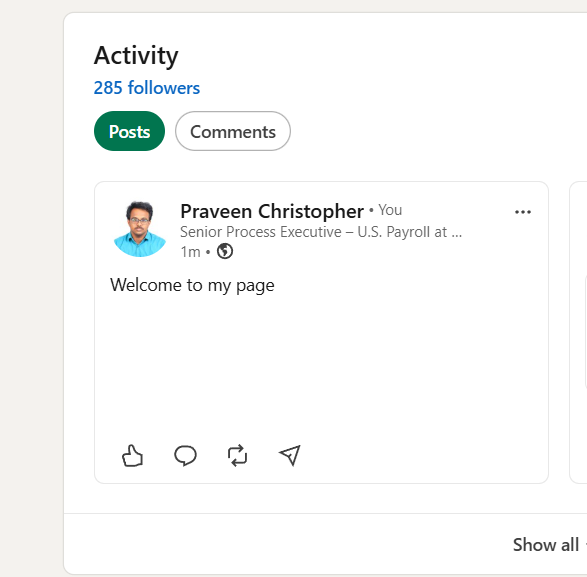 Activity
285 followers
Posts
Comments
Praveen Christopher • You
Senior Process Executive – U.S. Payroll at ...
1m •
Welcome to my page
Show all